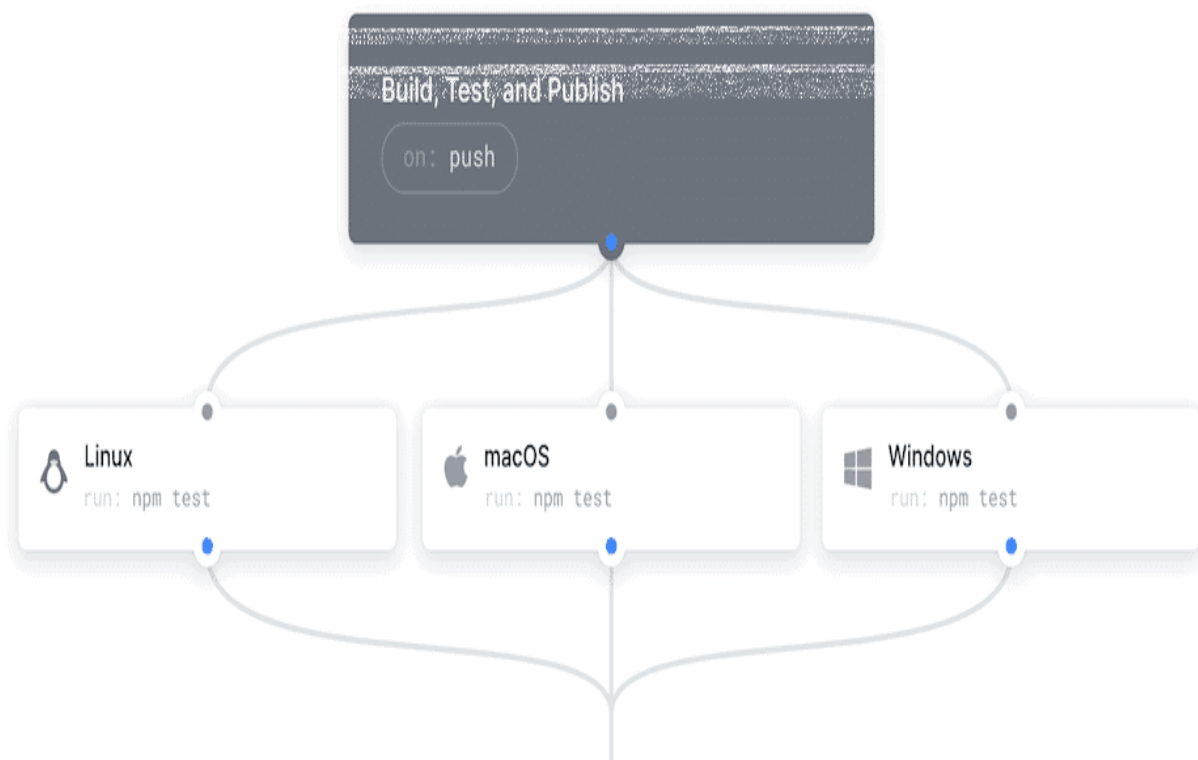 Build, Test, and Publish
on: push
Linux
run: npm test
macOS
run: npm test
Windows
run: npm test